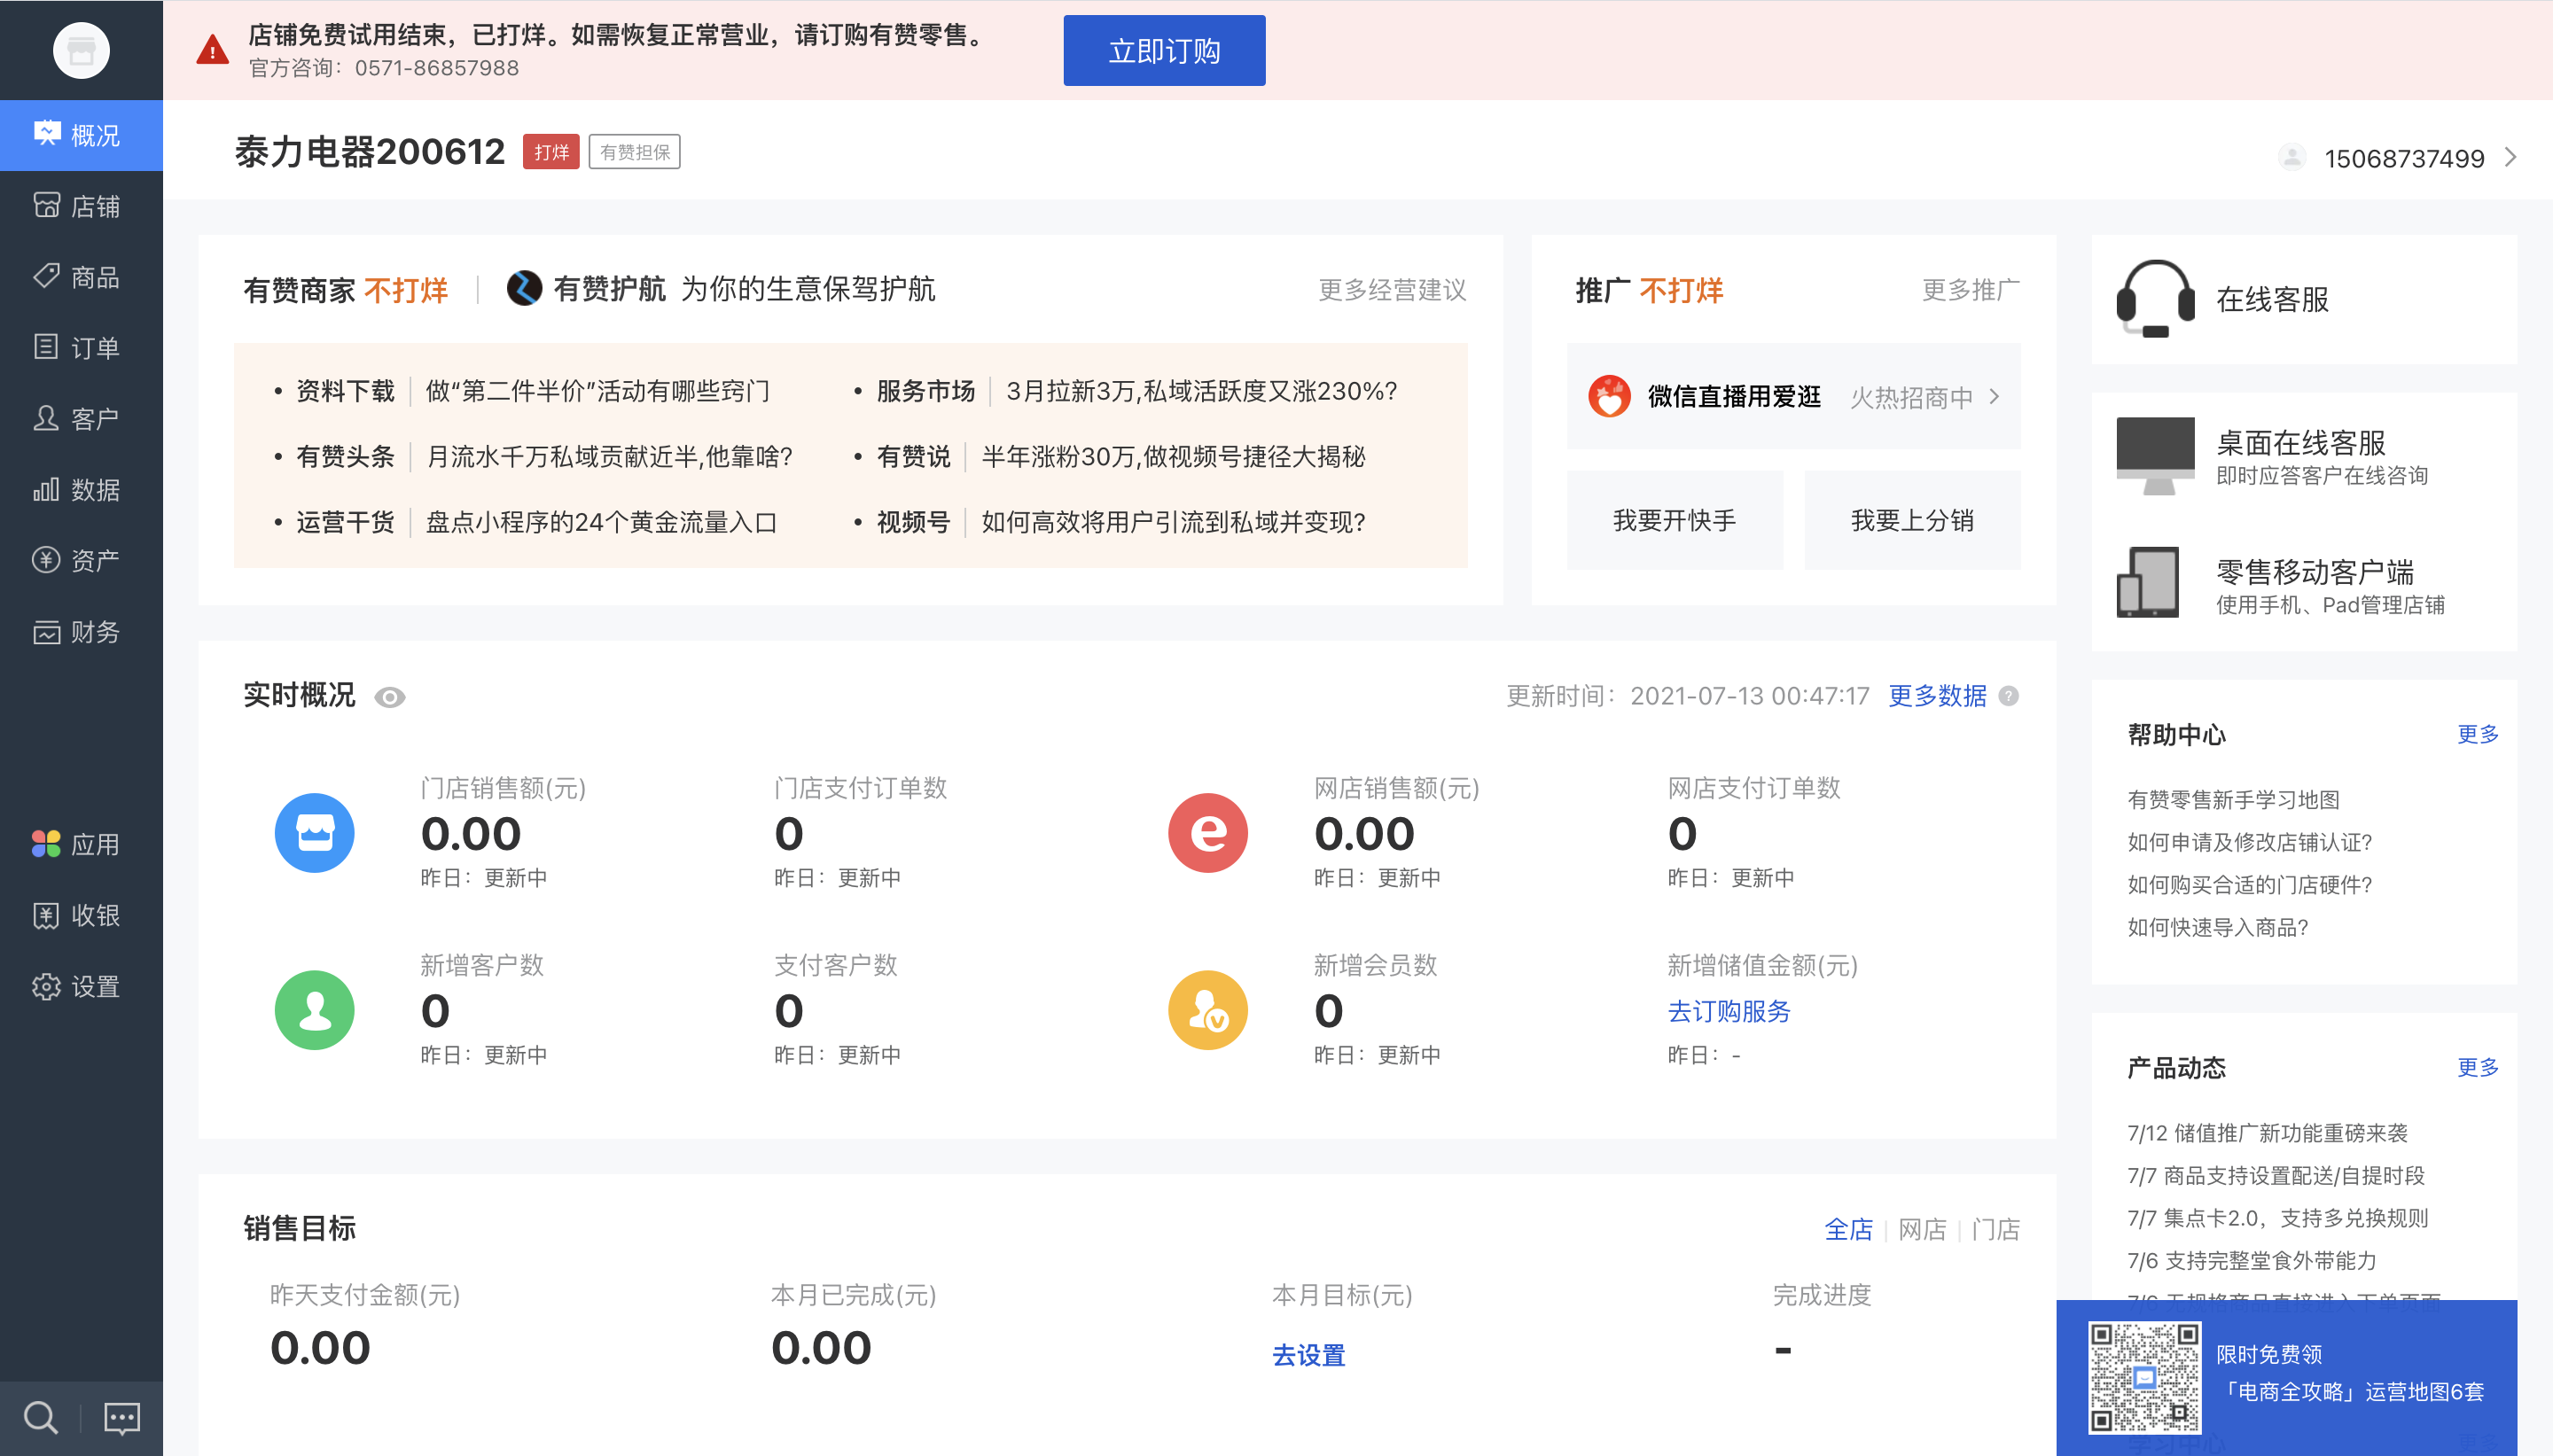 店铺免费试用结束，已打烊。如需恢复正常营业，请订购有赞零售。
官方咨询：0571-86857988
立即订购
概况
店铺
商品
订单
客户
数据
资产
财务
应用
收银
设置
泰力电器200612 打烊 有赞担保
15068737499
有赞商家 不打烊 有赞护航 为你的生意保驾护航 更多经营建议
资料下载 做“第二件半价”活动有哪些窍门
服务市场 3月拉新3万,私域活跃度又涨230%?
有赞头条 月流水千万私域贡献近半,他靠啥?
有赞说 半年涨粉30万,做视频号捷径大揭秘
运营干货 盘点小程序的24个黄金流量入口
视频号 如何高效将用户引流到私域并变现?
推广 不打烊 更多推广
微信直播用爱逛 火热招商中
我要开快手 我要上分销
实时概况 更新时间：2021-07-13 00:47:17 更多数据
门店销售额(元) 门店支付订单数 网店销售额(元) 网店支付订单数
0.00 0 0.00 0
昨日：更新中 昨日：更新中 昨日：更新中 昨日：更新中
新增客户数 支付客户数 新增会员数 新增储值金额(元)
0 0 0 去订购服务
昨日：更新中 昨日：更新中 昨日：更新中 昨日：-
销售目标 全店 网店 门店
昨天支付金额(元) 本月已完成(元) 本月目标(元) 完成进度
0.00 0.00 去设置 -
在线客服
桌面在线客服
即时应答客户在线咨询
零售移动客户端
使用手机、Pad管理店铺
帮助中心 更多
有赞零售新手学习地图
如何申请及修改店铺认证?
如何购买合适的门店硬件?
如何快速导入商品?
产品动态 更多
7/12 储值推广新功能重磅来袭
7/7 商品支持设置配送/自提时段
7/7 集点卡2.0，支持多兑换规则
7/6 支持完整堂食外带能力
7/6 无规格商品直接进入下单页面
限时免费领
「电商全攻略」运营地图6套
学习中心 更多